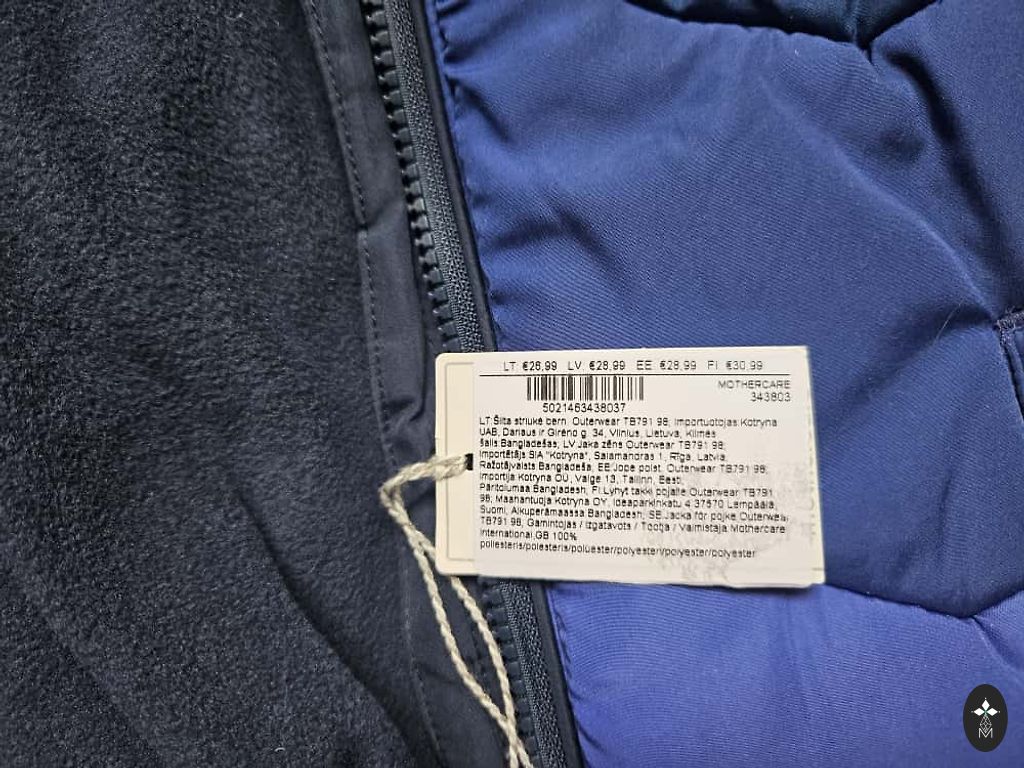 LT: €28,99 LV: €28,99 EE: €28,99 FI: €30,99
MOTHERCARE
343803
5021463438037
LT:Šilta striukė bern. Outerwear TB791 98; Importuotojas:Kotryna
UAB, Dariaus ir Girėno g. 34, Vilnius, Lietuva, Kilmės
šalis:Bangladešas, LV:Jaka zēns Outerwear TB791 98;
Importētājs:SIA "Kotryna", Salamandras 1, Rīga, Latvia,
Ražotājvalsts Bangladeša, EE:Jope poist. Outerwear TB791 98;
Importija Kotryna OÜ, Valge 13, Tallinn, Eesti,
Päritolumaa:Bangladesh, FI:Lyhyt takki pojalle Outerwear TB791
98; Maahantuoja Kotryna OY, Ideaparkinkatu 4 37570 Lempäälä,
Suomi, Alkuperämaassa Bangladesh; SE:Jacka för pojke Outerwear
TB791 98, Gamintojas / Izgatavots / Tootja / Valmistaja Mothercare
International,GB 100%
poliesteris/poliesteris/polüester/polyesteri/polyester/polyester
M